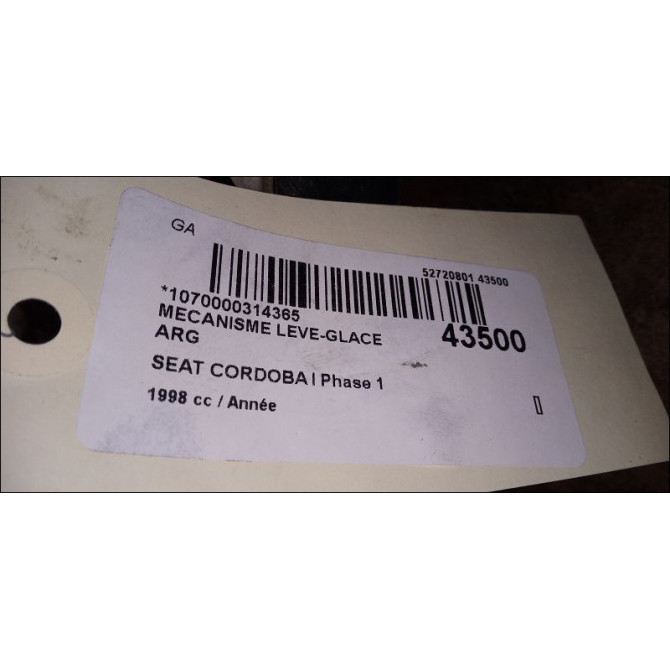 GA
52720801 43500
*1070000314365
MECANISME LEVE-GLACE
43500
ARG
SEAT CORDOBA I Phase 1
1998 cc / Année